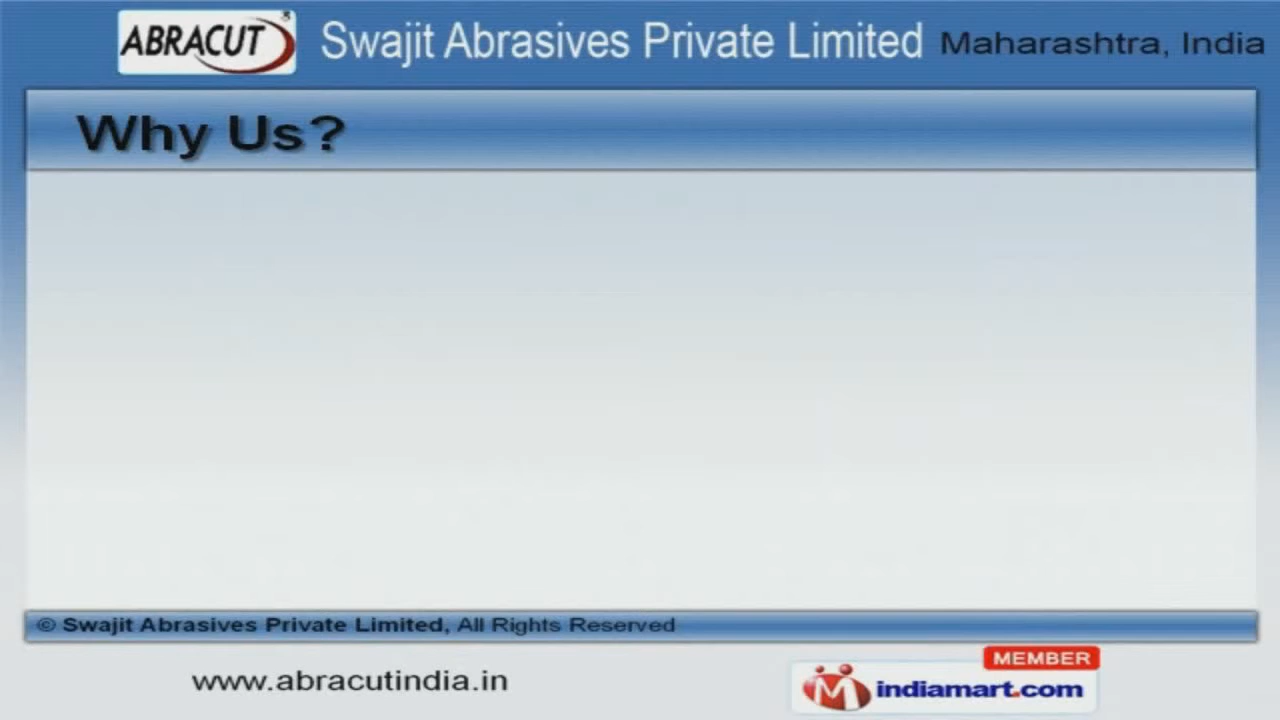 ABRACUT
Swajit Abrasives Private Limited Maharashtra, India
Why Us?
© Swajit Abrasives Private Limited, All Rights Reserved
www.abracutindia.in
MEMBER
indiamart.com